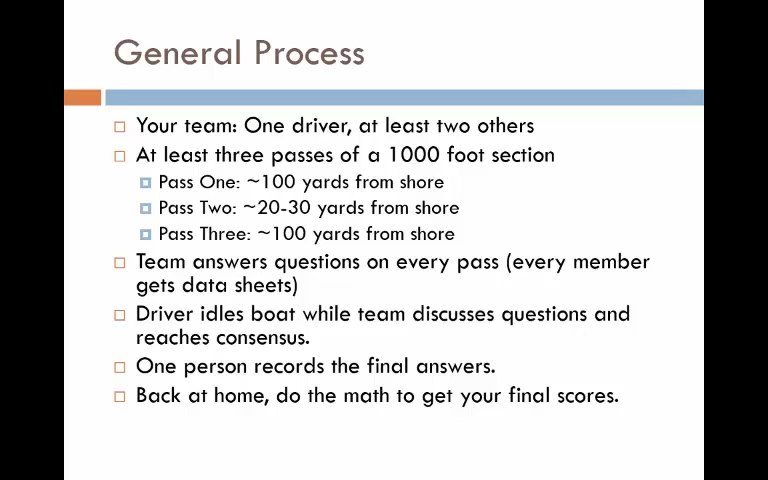 General Process
Your team: One driver, at least two others
At least three passes of a 1000 foot section
Pass One: ~100 yards from shore
Pass Two: ~20-30 yards from shore
Pass Three: ~100 yards from shore
Team answers questions on every pass (every member
gets data sheets)
Driver idles boat while team discusses questions and
reaches consensus.
One person records the final answers.
Back at home, do the math to get your final scores.